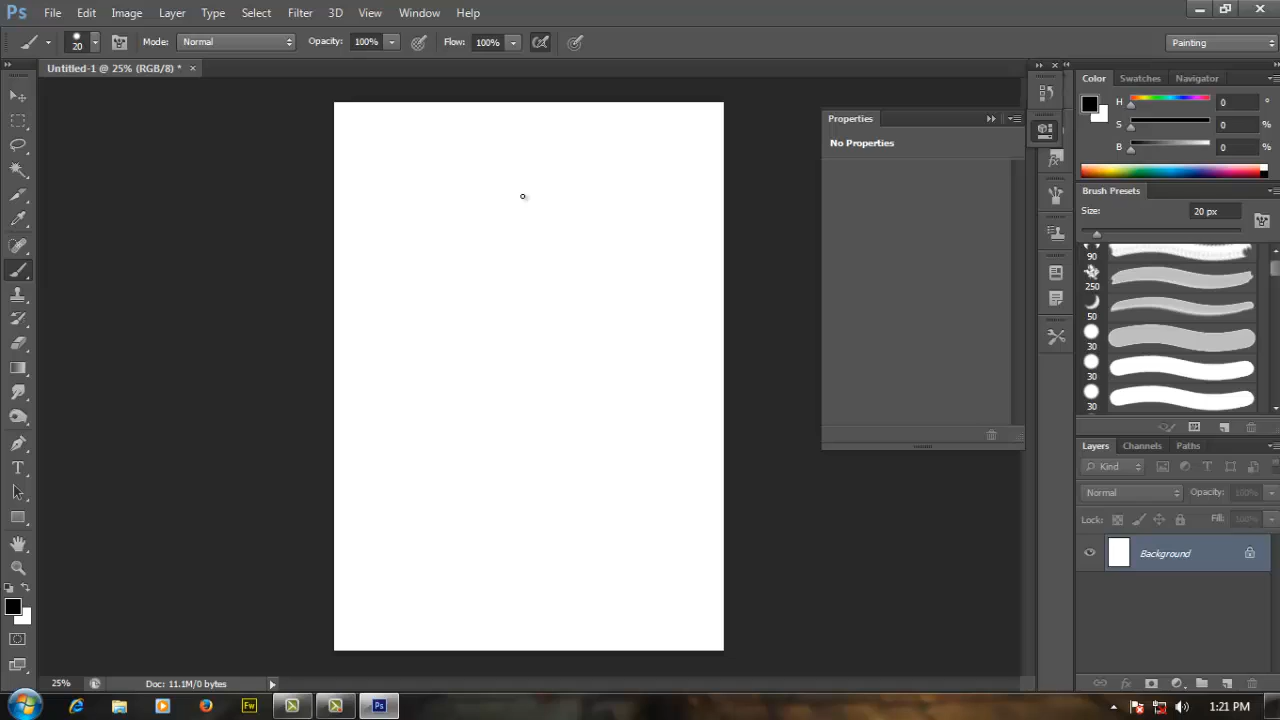 Ps File Edit Image Layer Type Select Filter 3D View Window Help
20 Mode: Normal Opacity: 100% Flow: 100% Painting
Untitled-1 @ 25% (RGB/8) * ×
Color Swatches Navigator
H 0 °
S 0 %
B 0 %
Properties
No Properties
Brush Presets
Size: 20 px
90
250
50
30
30
30
Layers Channels Paths
Kind
Normal Opacity: 100%
Lock: Fill: 100%
Background
25% Doc: 11.1M/0 bytes
Fw Ps 1:21 PM